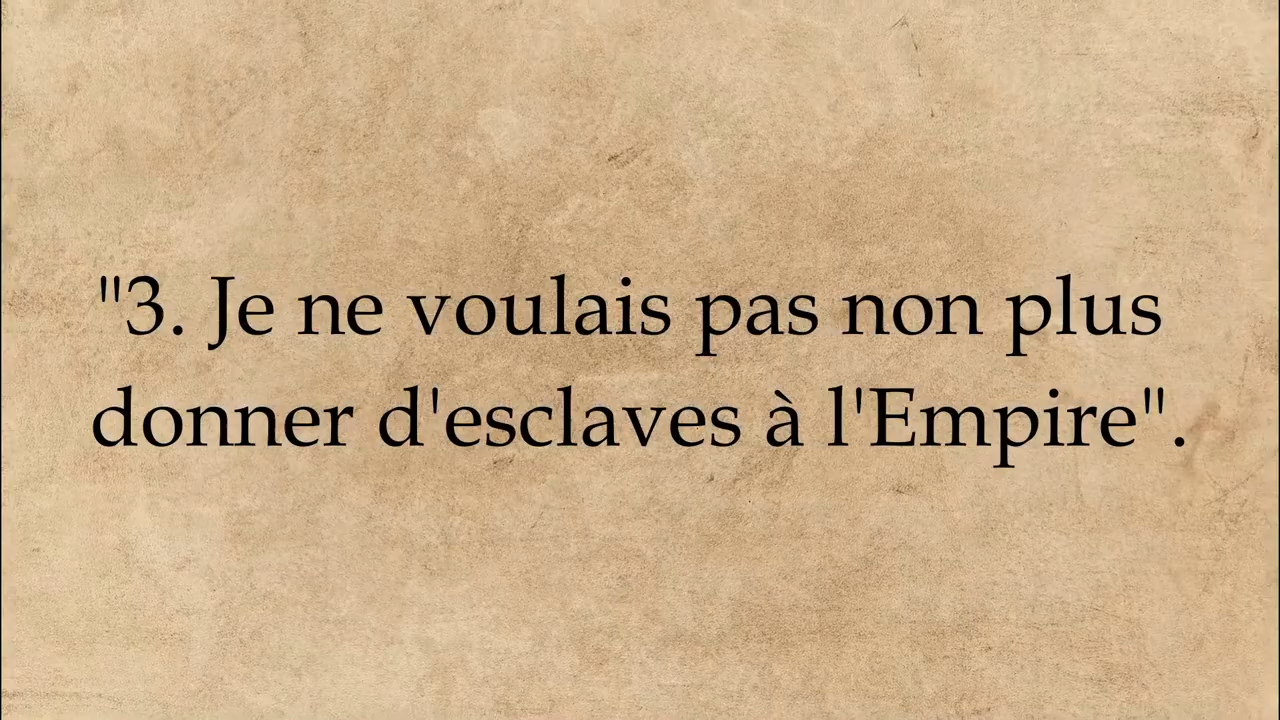 "3. Je ne voulais pas non plus
donner d'esclaves à l'Empire".